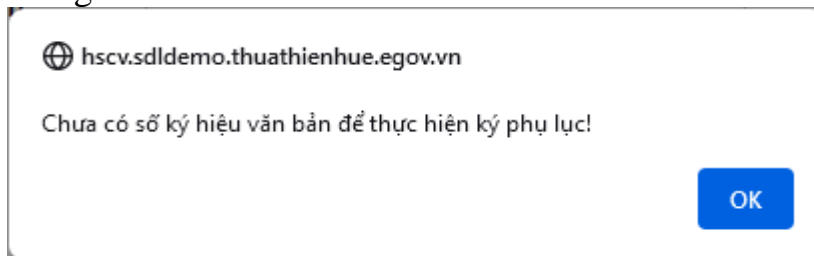 hscv.sdldemo.thuathienhue.egov.vn
Chưa có số ký hiệu văn bản để thực hiện ký phụ lục!
OK